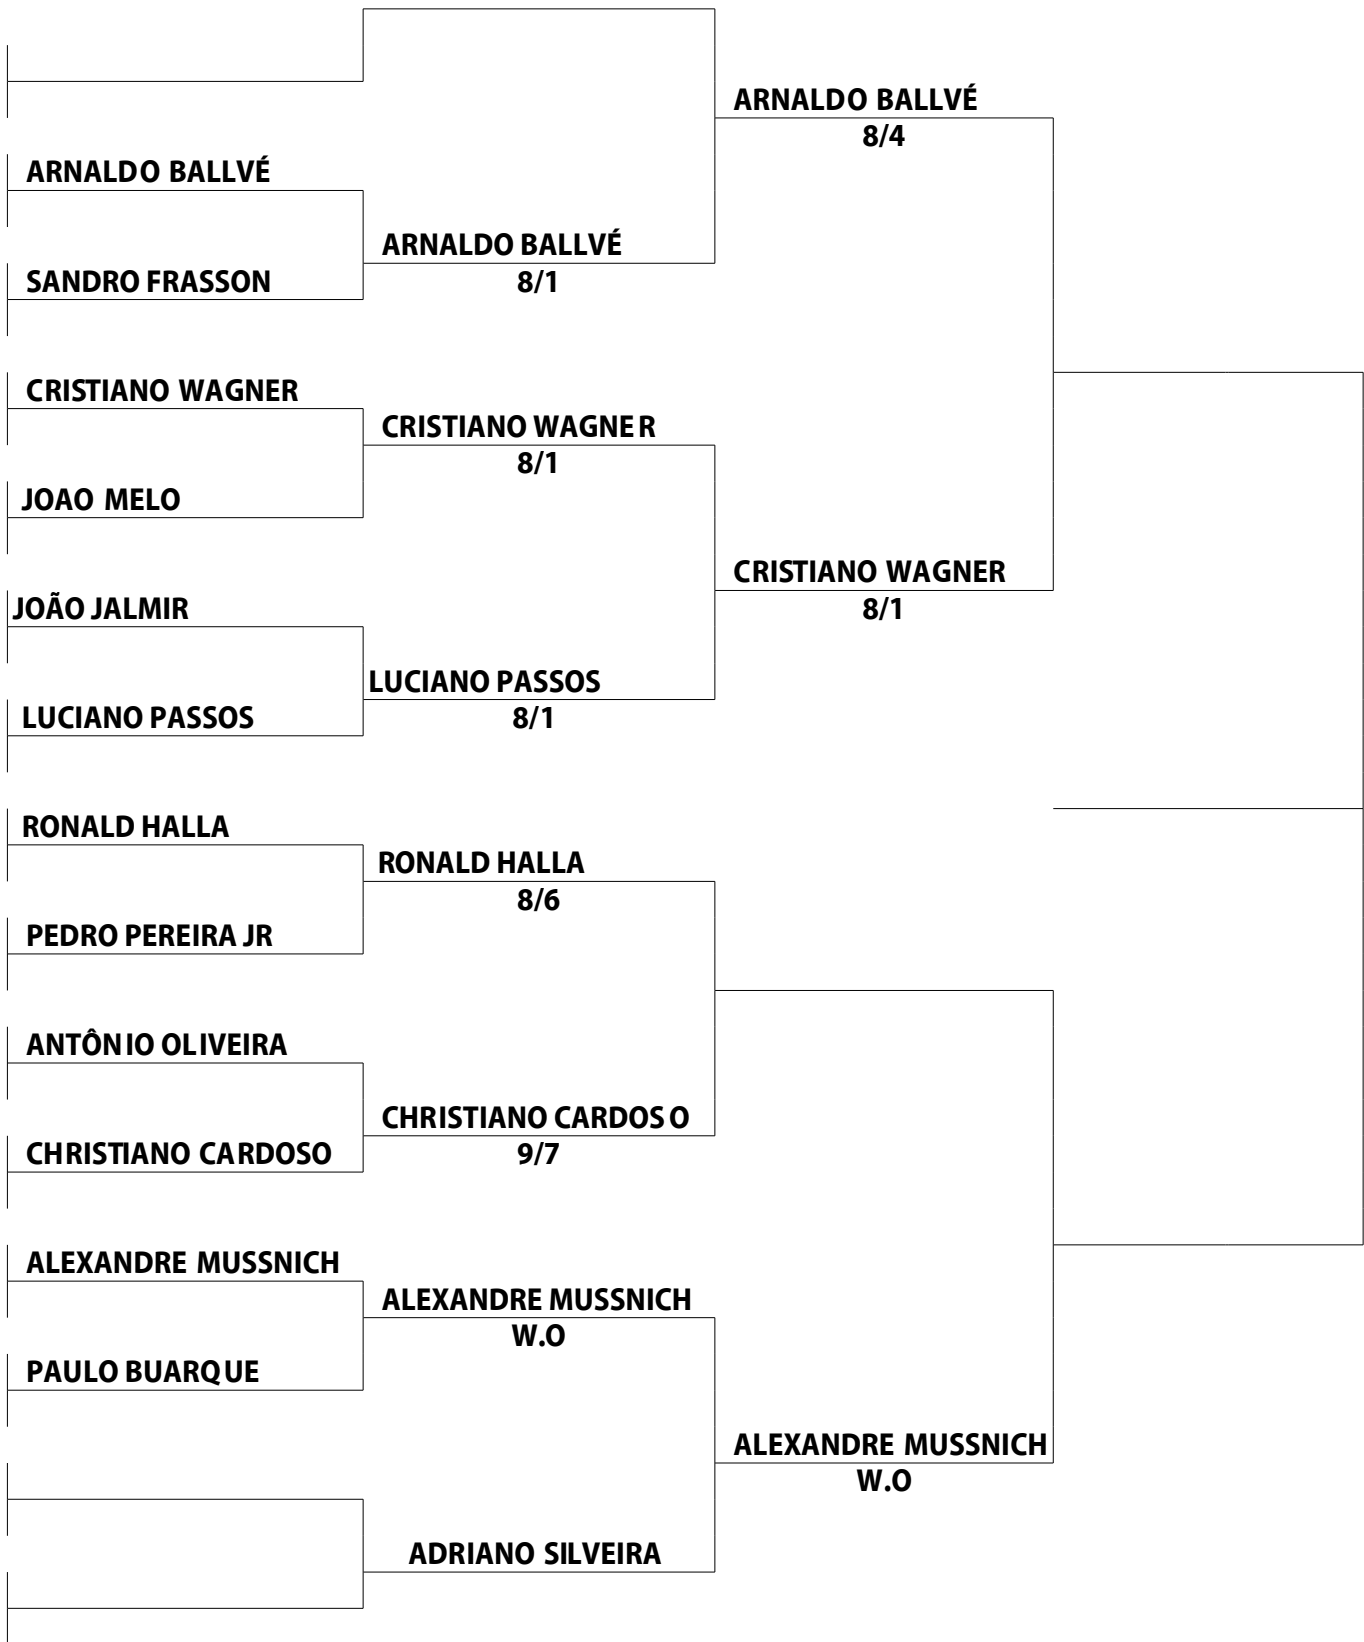 ARNALDO BALLVÉ
8/4
ARNALDO BALLVÉ
ARNALDO BALLVÉ
8/1
SANDRO FRASSON
CRISTIANO WAGNER
CRISTIANO WAGNER
8/1
JOAO MELO
CRISTIANO WAGNER
8/1
JOÃO JALMIR
LUCIANO PASSOS
8/1
LUCIANO PASSOS
RONALD HALLA
RONALD HALLA
8/6
PEDRO PEREIRA JR
ANTÔNIO OLIVEIRA
CHRISTIANO CARDOSO
9/7
CHRISTIANO CARDOSO
ALEXANDRE MUSSNICH
ALEXANDRE MUSSNICH
W.O
PAULO BUARQUE
ALEXANDRE MUSSNICH
W.O
ADRIANO SILVEIRA